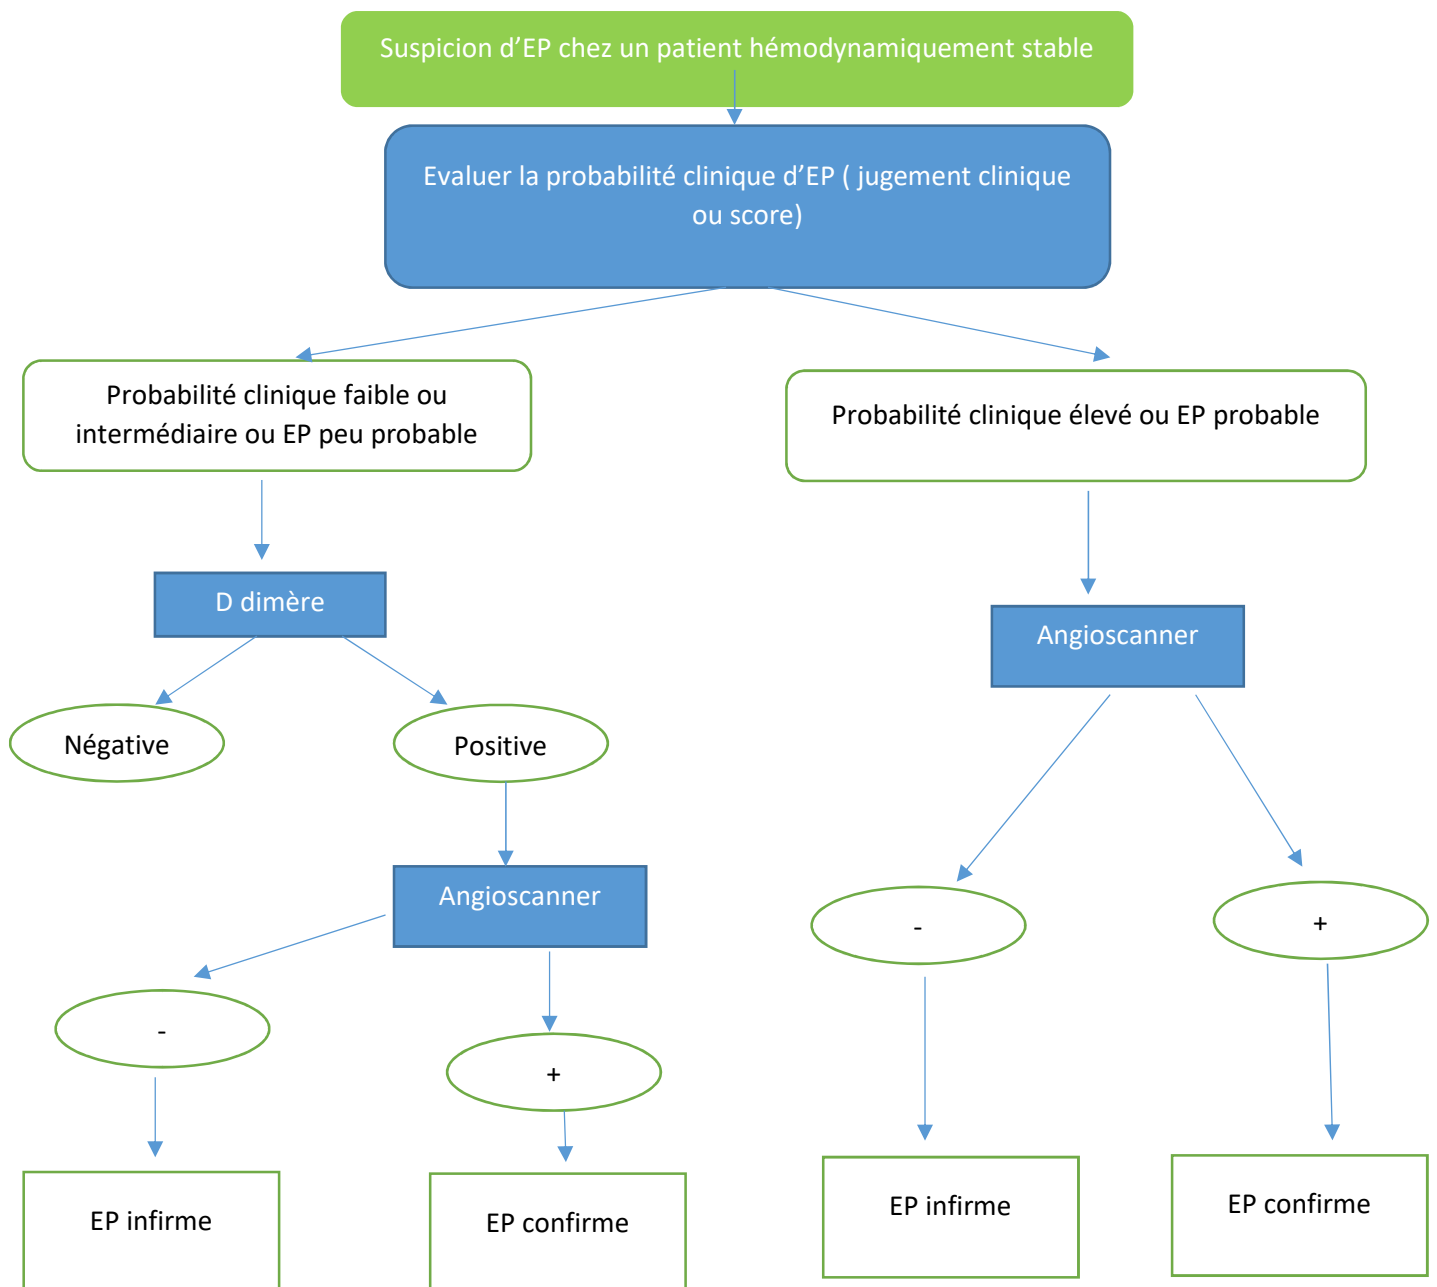 Suspicion d’EP chez un patient hémodynamiquement stable
Evaluer la probabilité clinique d’EP ( jugement clinique
ou score)
Probabilité clinique faible ou
intermédiaire ou EP peu probable
Probabilité clinique élevé ou EP probable
D dimère
Angioscanner
Négative
Positive
Angioscanner
-
+
-
+
EP infirme
EP confirme
EP infirme
EP confirme